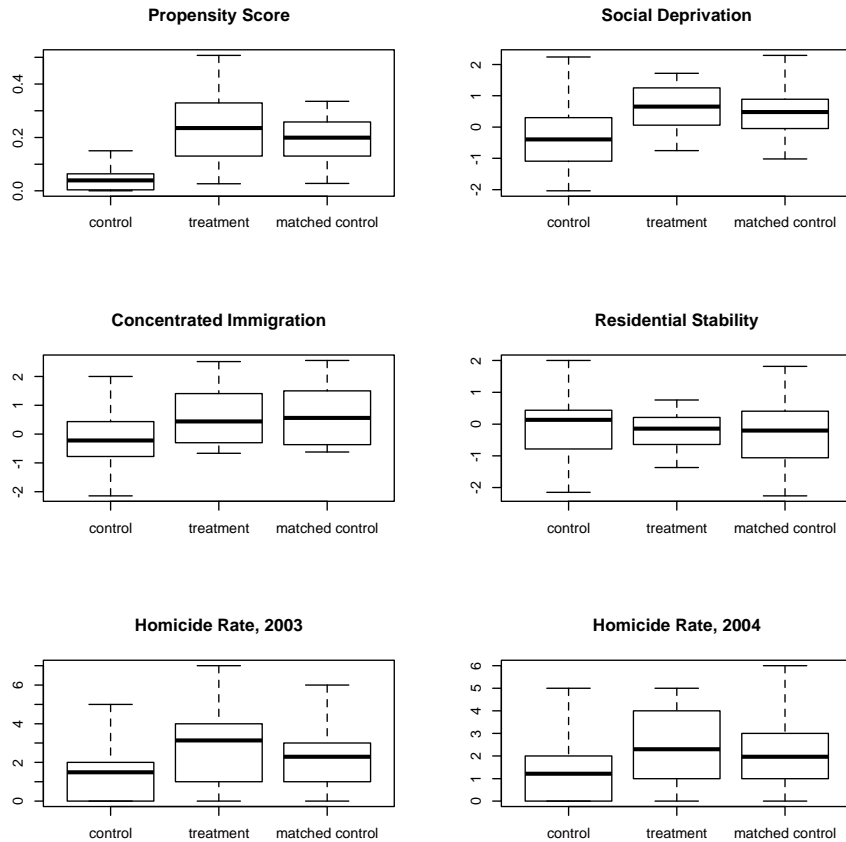 Propensity Score
0.0
0.2
0.4
control
treatment
matched control
Social Deprivation
-2
-1
0
1
2
control
treatment
matched control
Concentrated Immigration
-2
-1
0
1
2
control
treatment
matched control
Residential Stability
-2
-1
0
1
2
control
treatment
matched control
Homicide Rate, 2003
0
2
4
6
control
treatment
matched control
Homicide Rate, 2004
0
1
2
3
4
5
6
control
treatment
matched control